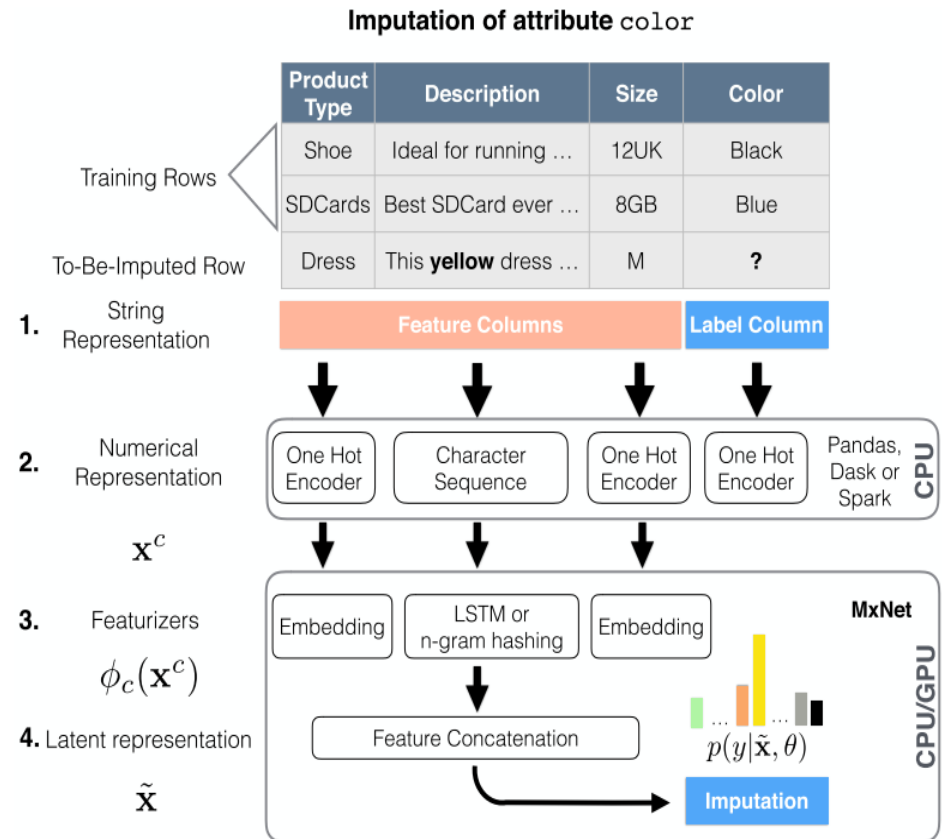 Imputation of attribute color
Product Type Description Size Color
Training Rows
Shoe Ideal for running … 12UK Black
SDCards Best SDCard ever … 8GB Blue
To-Be-Imputed Row Dress This yellow dress … M ?
1. String Representation Feature Columns Label Column
2. Numerical Representation
One Hot Encoder
Character Sequence
One Hot Encoder
One Hot Encoder
Pandas, Dask or Spark
CPU
x^c
3. Featurizers
Embedding
LSTM or n-gram hashing
Embedding
MxNet
CPU/GPU
ϕ_c(x^c)
... ...
p(y|x̃, θ)
4. Latent representation
Feature Concatenation
x̃
Imputation